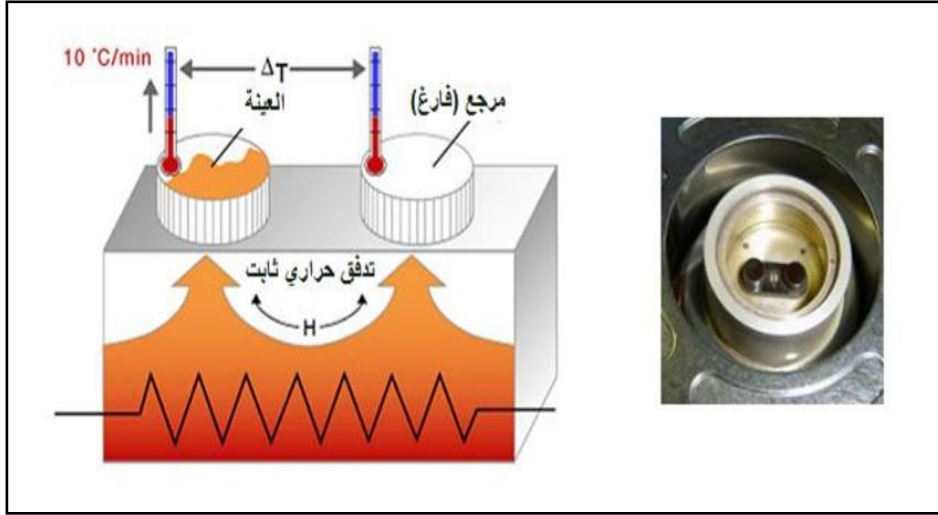 10 °C/min
ΔT
العينة
مرجع (فارغ)
تدفق حراري ثابت
H